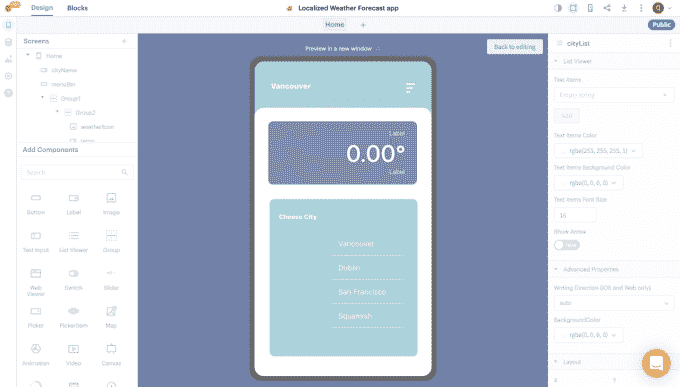 Design
Blocks
Localized Weather Forecast app
Home
Public
Screens
Home
cityName
menuBtn
Group1
Group2
weatherIcon
temp
Add Components
Search
Button
Label
Image
Text Input
List Viewer
Group
Web Viewer
Switch
Slider
Picker
PickerItem
Map
Animation
Video
Canvas
Preview in a new window
Back to editing
Vancouver
Label
0.00°
Label
Choose City
Vancouver
Dublin
San Francisco
Squamish
cityList
List Viewer
Text Items
Empty string
Add
Text Items Color
rgba(255, 255, 255, 1)
Text Items Background Color
rgba(0, 0, 0, 0)
Text Items Font Size
16
Show Arrow
Advanced Properties
Writing Direction (iOS and Web only)
auto
BackgroundColor
rgba(0, 0, 0, 0)
Layout
X
Y